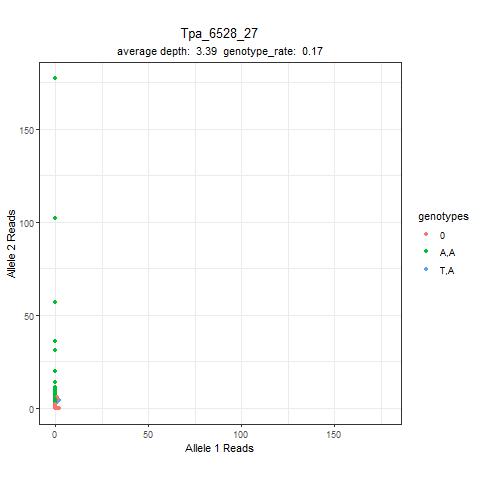 Tpa_6528_27
average depth: 3.39 genotype_rate: 0.17
Allele 2 Reads
150
100
50
0
0
50
100
150
Allele 1 Reads
genotypes
0
A,A
T,A